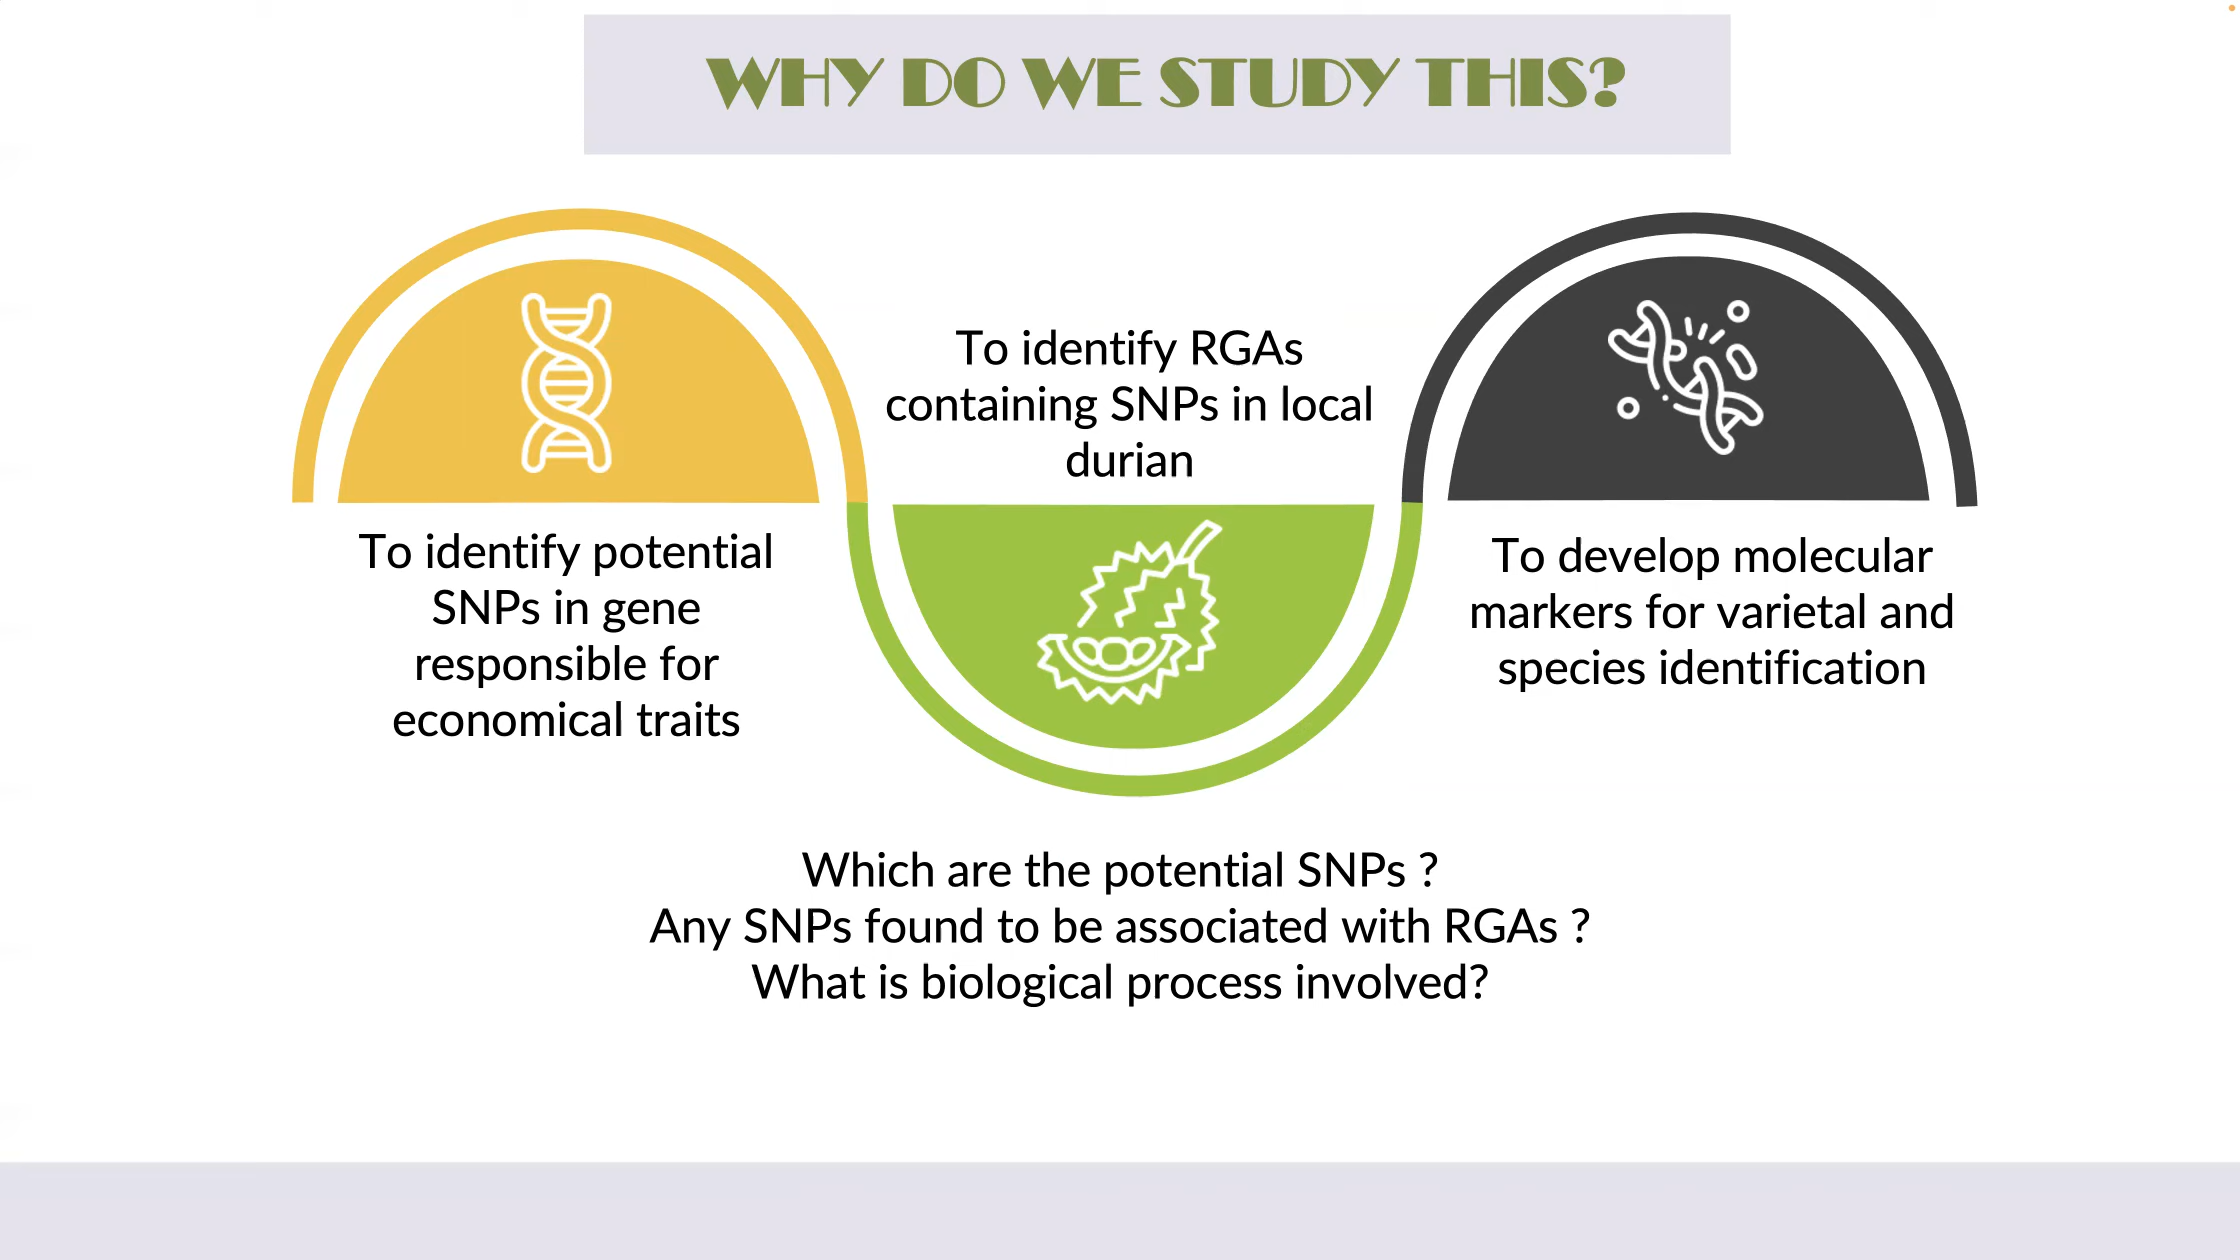 WHY DO WE STUDY THIS?
To identify potential
SNPs in gene
responsible for
economical traits
To identify RGAs
containing SNPs in local
durian
To develop molecular
markers for varietal and
species identification
Which are the potential SNPs ?
Any SNPs found to be associated with RGAs ?
What is biological process involved?